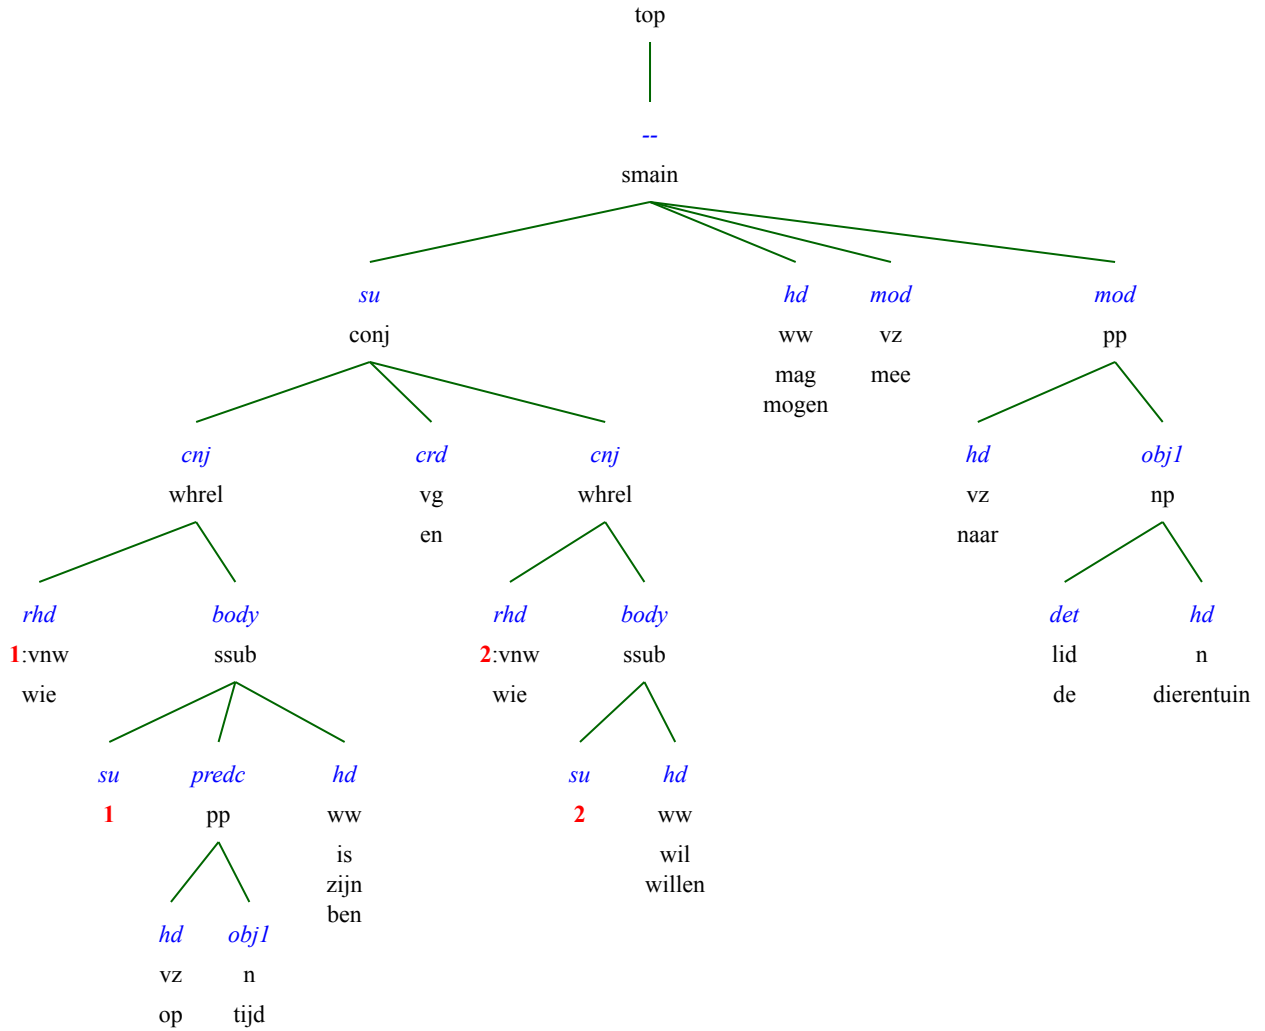 top
--
smain
su hd mod mod
conj ww vz pp
mag mee
mogen
cnj crd cnj hd obj1
whrel vg whrel vz np
en naar
rhd body rhd body det hd
1:vnw ssub 2:vnw ssub lid n
wie wie de dierentuin
su predc hd su hd
1 pp ww 2 ww
is wil
zijn willen
ben
hd obj1
vz n
op tijd